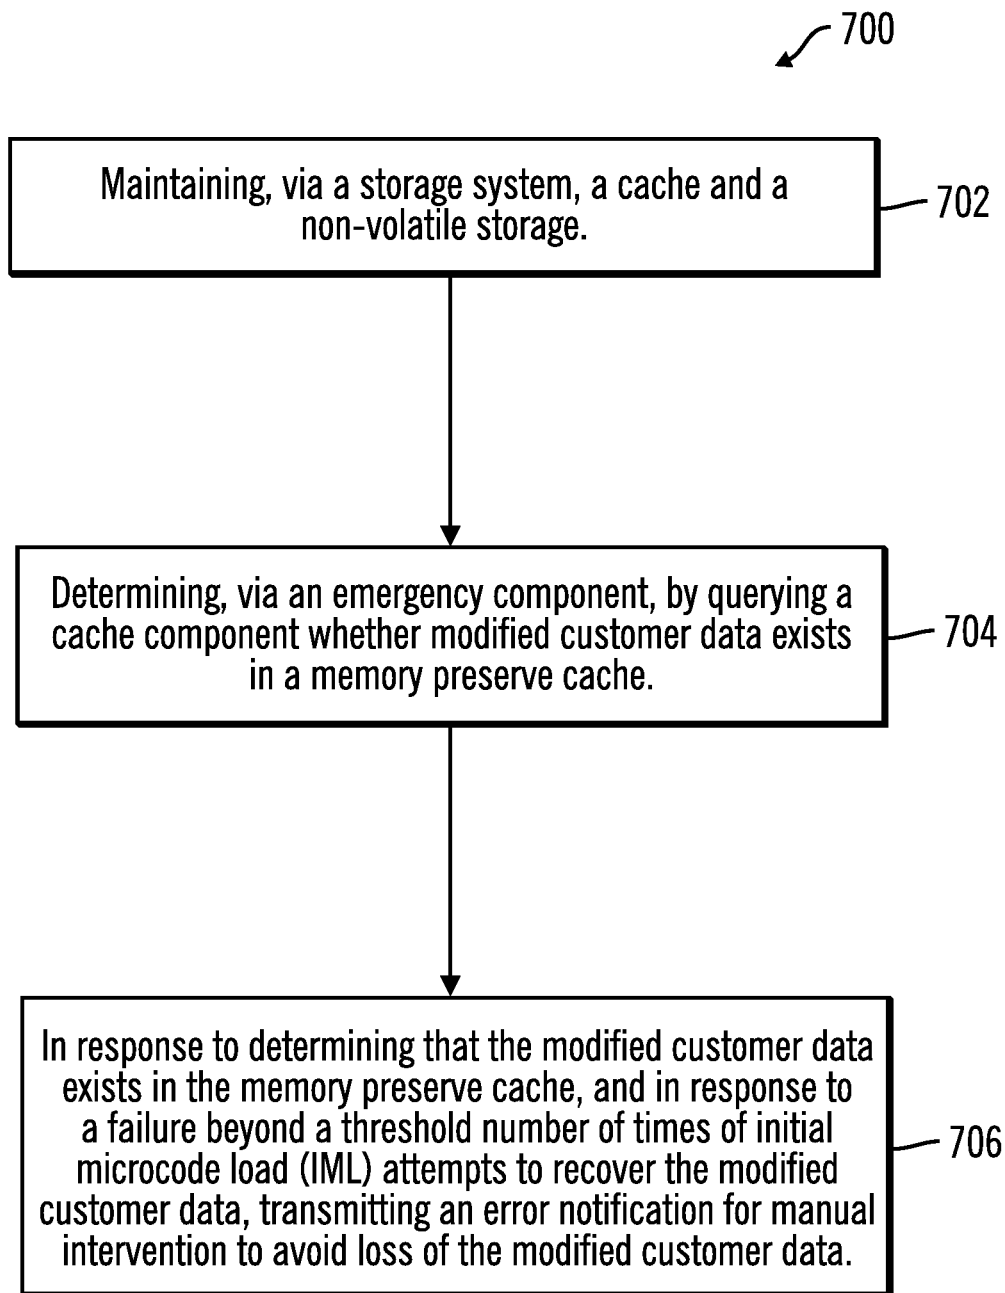 700
Maintaining, via a storage system, a cache and a
non-volatile storage.
702
Determining, via an emergency component, by querying a
cache component whether modified customer data exists
in a memory preserve cache.
704
In response to determining that the modified customer data
exists in the memory preserve cache, and in response to
a failure beyond a threshold number of times of initial
microcode load (IML) attempts to recover the modified
customer data, transmitting an error notification for manual
intervention to avoid loss of the modified customer data.
706